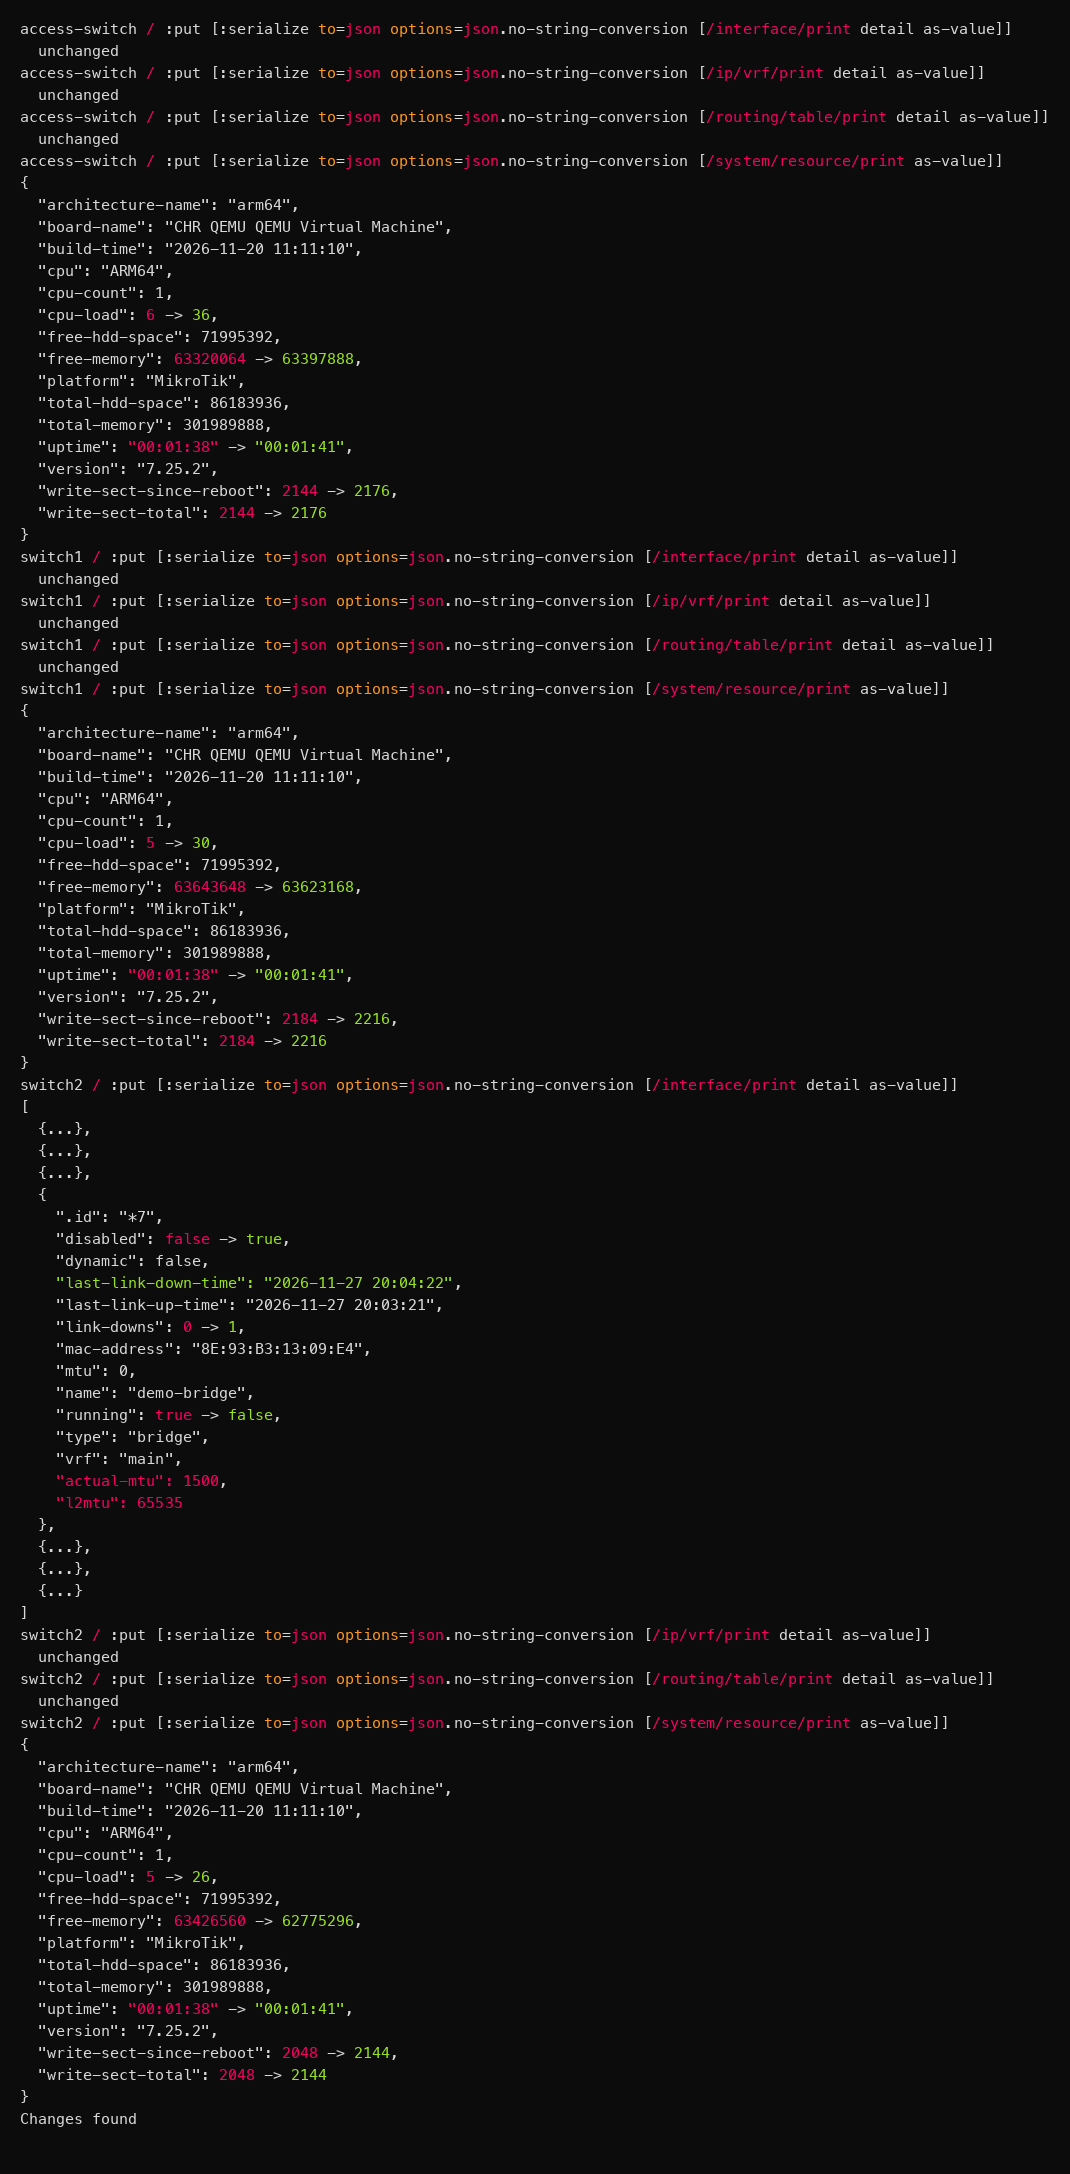 access-switch / :put [:serialize to=json options=json.no-string-conversion [/interface/print detail as-value]]
  unchanged
access-switch / :put [:serialize to=json options=json.no-string-conversion [/ip/vrf/print detail as-value]]
  unchanged
access-switch / :put [:serialize to=json options=json.no-string-conversion [/routing/table/print detail as-value]]
  unchanged
access-switch / :put [:serialize to=json options=json.no-string-conversion [/system/resource/print as-value]]
{
  "architecture-name": "arm64",
  "board-name": "CHR QEMU QEMU Virtual Machine",
  "build-time": "2026-11-20 11:11:10",
  "cpu": "ARM64",
  "cpu-count": 1,
  "cpu-load": 6 -> 36,
  "free-hdd-space": 71995392,
  "free-memory": 63320064 -> 63397888,
  "platform": "MikroTik",
  "total-hdd-space": 86183936,
  "total-memory": 301989888,
  "uptime": "00:01:38" -> "00:01:41",
  "version": "7.25.2",
  "write-sect-since-reboot": 2144 -> 2176,
  "write-sect-total": 2144 -> 2176
}
switch1 / :put [:serialize to=json options=json.no-string-conversion [/interface/print detail as-value]]
  unchanged
switch1 / :put [:serialize to=json options=json.no-string-conversion [/ip/vrf/print detail as-value]]
  unchanged
switch1 / :put [:serialize to=json options=json.no-string-conversion [/routing/table/print detail as-value]]
  unchanged
switch1 / :put [:serialize to=json options=json.no-string-conversion [/system/resource/print as-value]]
{
  "architecture-name": "arm64",
  "board-name": "CHR QEMU QEMU Virtual Machine",
  "build-time": "2026-11-20 11:11:10",
  "cpu": "ARM64",
  "cpu-count": 1,
  "cpu-load": 5 -> 30,
  "free-hdd-space": 71995392,
  "free-memory": 63643648 -> 63623168,
  "platform": "MikroTik",
  "total-hdd-space": 86183936,
  "total-memory": 301989888,
  "uptime": "00:01:38" -> "00:01:41",
  "version": "7.25.2",
  "write-sect-since-reboot": 2184 -> 2216,
  "write-sect-total": 2184 -> 2216
}
switch2 / :put [:serialize to=json options=json.no-string-conversion [/interface/print detail as-value]]
[
  {...},
  {...},
  {...},
  {
    ".id": "*7",
    "disabled": false -> true,
    "dynamic": false,
    "last-link-down-time": "2026-11-27 20:04:22",
    "last-link-up-time": "2026-11-27 20:03:21",
    "link-downs": 0 -> 1,
    "mac-address": "8E:93:B3:13:09:E4",
    "mtu": 0,
    "name": "demo-bridge",
    "running": true -> false,
    "type": "bridge",
    "vrf": "main",
    "actual-mtu": 1500,
    "l2mtu": 65535
  },
  {...},
  {...},
  {...}
]
switch2 / :put [:serialize to=json options=json.no-string-conversion [/ip/vrf/print detail as-value]]
  unchanged
switch2 / :put [:serialize to=json options=json.no-string-conversion [/routing/table/print detail as-value]]
  unchanged
switch2 / :put [:serialize to=json options=json.no-string-conversion [/system/resource/print as-value]]
{
  "architecture-name": "arm64",
  "board-name": "CHR QEMU QEMU Virtual Machine",
  "build-time": "2026-11-20 11:11:10",
  "cpu": "ARM64",
  "cpu-count": 1,
  "cpu-load": 5 -> 26,
  "free-hdd-space": 71995392,
  "free-memory": 63426560 -> 62775296,
  "platform": "MikroTik",
  "total-hdd-space": 86183936,
  "total-memory": 301989888,
  "uptime": "00:01:38" -> "00:01:41",
  "version": "7.25.2",
  "write-sect-since-reboot": 2048 -> 2144,
  "write-sect-total": 2048 -> 2144
}
Changes found